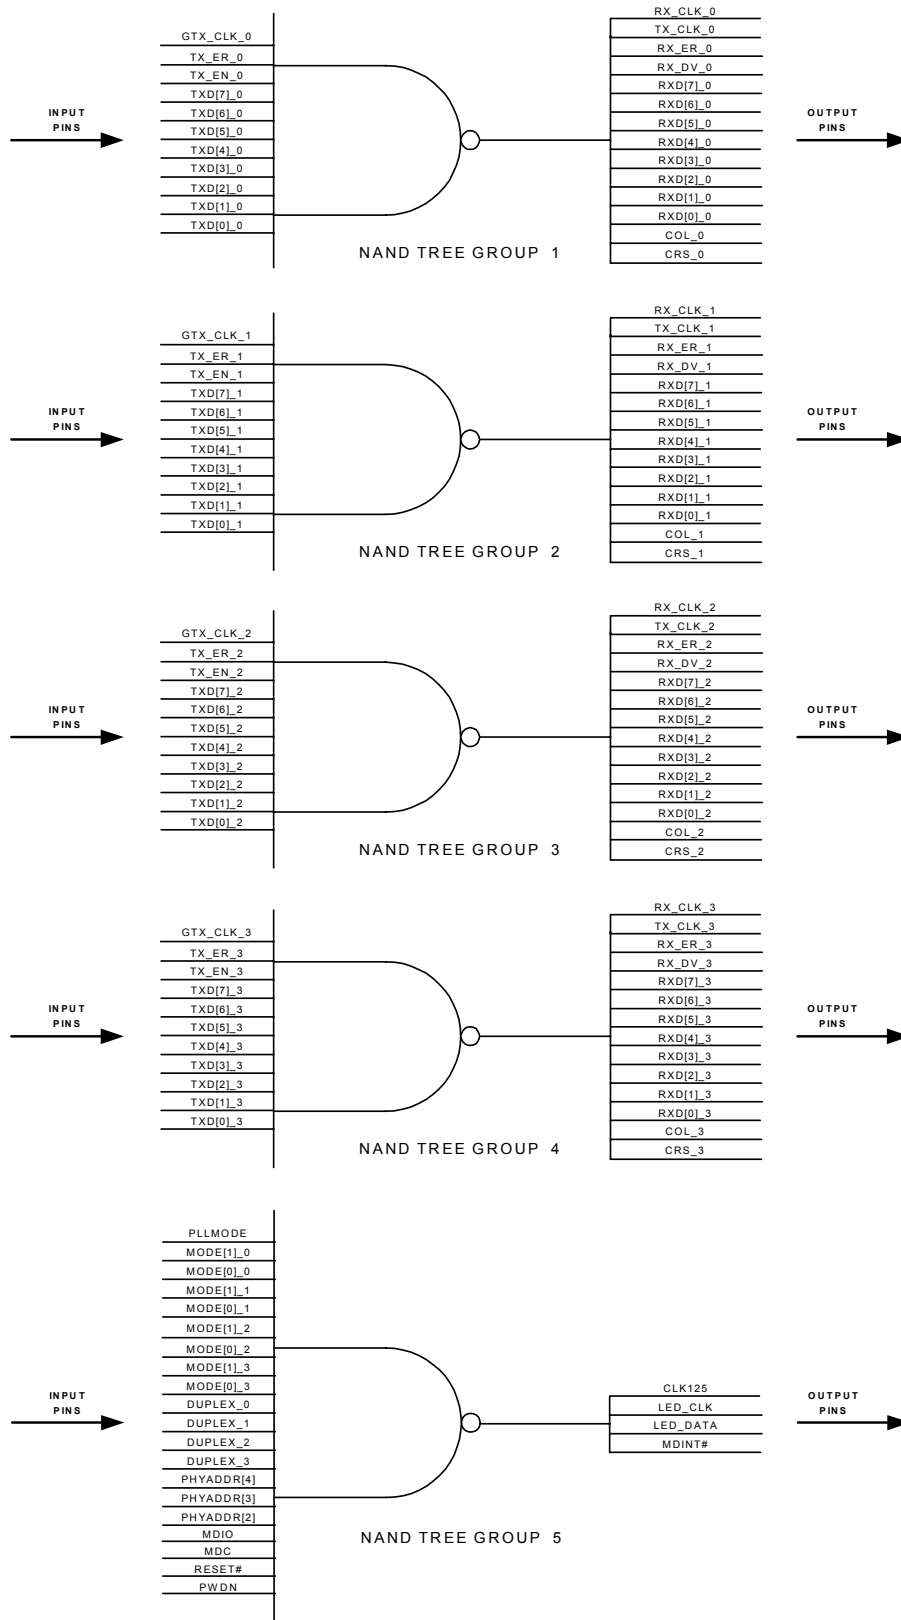 GTX_CLK_0
TX_ER_0
TX_EN_0
TXD[7]_0
TXD[6]_0
TXD[5]_0
TXD[4]_0
TXD[3]_0
TXD[2]_0
TXD[1]_0
TXD[0]_0
INPUT
PINS
NAND TREE GROUP 1
RX_CLK_0
TX_CLK_0
RX_ER_0
RX_DV_0
RXD[7]_0
RXD[6]_0
RXD[5]_0
RXD[4]_0
RXD[3]_0
RXD[2]_0
RXD[1]_0
RXD[0]_0
COL_0
CRS_0
OUTPUT
PINS
GTX_CLK_1
TX_ER_1
TX_EN_1
TXD[7]_1
TXD[6]_1
TXD[5]_1
TXD[4]_1
TXD[3]_1
TXD[2]_1
TXD[1]_1
TXD[0]_1
INPUT
PINS
NAND TREE GROUP 2
RX_CLK_1
TX_CLK_1
RX_ER_1
RX_DV_1
RXD[7]_1
RXD[6]_1
RXD[5]_1
RXD[4]_1
RXD[3]_1
RXD[2]_1
RXD[1]_1
RXD[0]_1
COL_1
CRS_1
OUTPUT
PINS
GTX_CLK_2
TX_ER_2
TX_EN_2
TXD[7]_2
TXD[6]_2
TXD[5]_2
TXD[4]_2
TXD[3]_2
TXD[2]_2
TXD[1]_2
TXD[0]_2
INPUT
PINS
NAND TREE GROUP 3
RX_CLK_2
TX_CLK_2
RX_ER_2
RX_DV_2
RXD[7]_2
RXD[6]_2
RXD[5]_2
RXD[4]_2
RXD[3]_2
RXD[2]_2
RXD[1]_2
RXD[0]_2
COL_2
CRS_2
OUTPUT
PINS
GTX_CLK_3
TX_ER_3
TX_EN_3
TXD[7]_3
TXD[6]_3
TXD[5]_3
TXD[4]_3
TXD[3]_3
TXD[2]_3
TXD[1]_3
TXD[0]_3
INPUT
PINS
NAND TREE GROUP 4
RX_CLK_3
TX_CLK_3
RX_ER_3
RX_DV_3
RXD[7]_3
RXD[6]_3
RXD[5]_3
RXD[4]_3
RXD[3]_3
RXD[2]_3
RXD[1]_3
RXD[0]_3
COL_3
CRS_3
OUTPUT
PINS
PLLMODE
MODE[1]_0
MODE[0]_0
MODE[1]_1
MODE[0]_1
MODE[1]_2
MODE[0]_2
MODE[1]_3
MODE[0]_3
DUPLEX_0
DUPLEX_1
DUPLEX_2
DUPLEX_3
PHYADDR[4]
PHYADDR[3]
PHYADDR[2]
MDIO
MDC
RESET#
PWDN
INPUT
PINS
NAND TREE GROUP 5
CLK125
LED_CLK
LED_DATA
MDINT#
OUTPUT
PINS